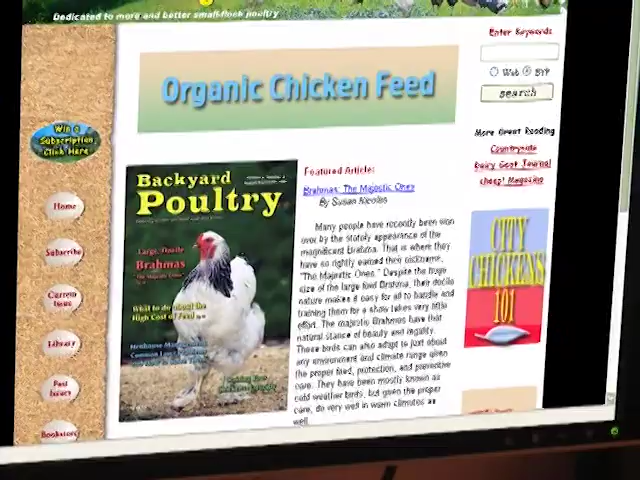 Dedicated to more and better small-flock poultry
Enter Keywords
Web BYP
search
Organic Chicken Feed
More Great Reading
Countryside
Dairy Goat Journal
sheep! Magazine
Win a
Subscription
Click Here
Home
Subscribe
Current
Issue
Library
Past
Issues
Bookstore
Backyard
Poultry
Large, Docile
Brahmas
"The Majestic Ones"
What to do about the
High Cost of Feed
Henhouse
Featured Article:
Brahmas: The Majestic Ones
By Susan
Many people have recently been won
over by the stately appearance of the
magnificent Brahma. That is where they
have so rightly earned their nickname,
"The Majestic Ones." Despite the huge
size of the large fowl Brahma, their docile
nature makes it easy for all to handle and
training them for a show takes very little
effort. The majestic Brahmas have that
natural stance of beauty and regality.
These birds can also adapt to just about
any environment and climate range given
the proper feed, protection, and preventive
care. They have been mostly known as
cold weather birds, but given the proper
care, do very well in warm climates as
well.
CITY
CHICKENS
101